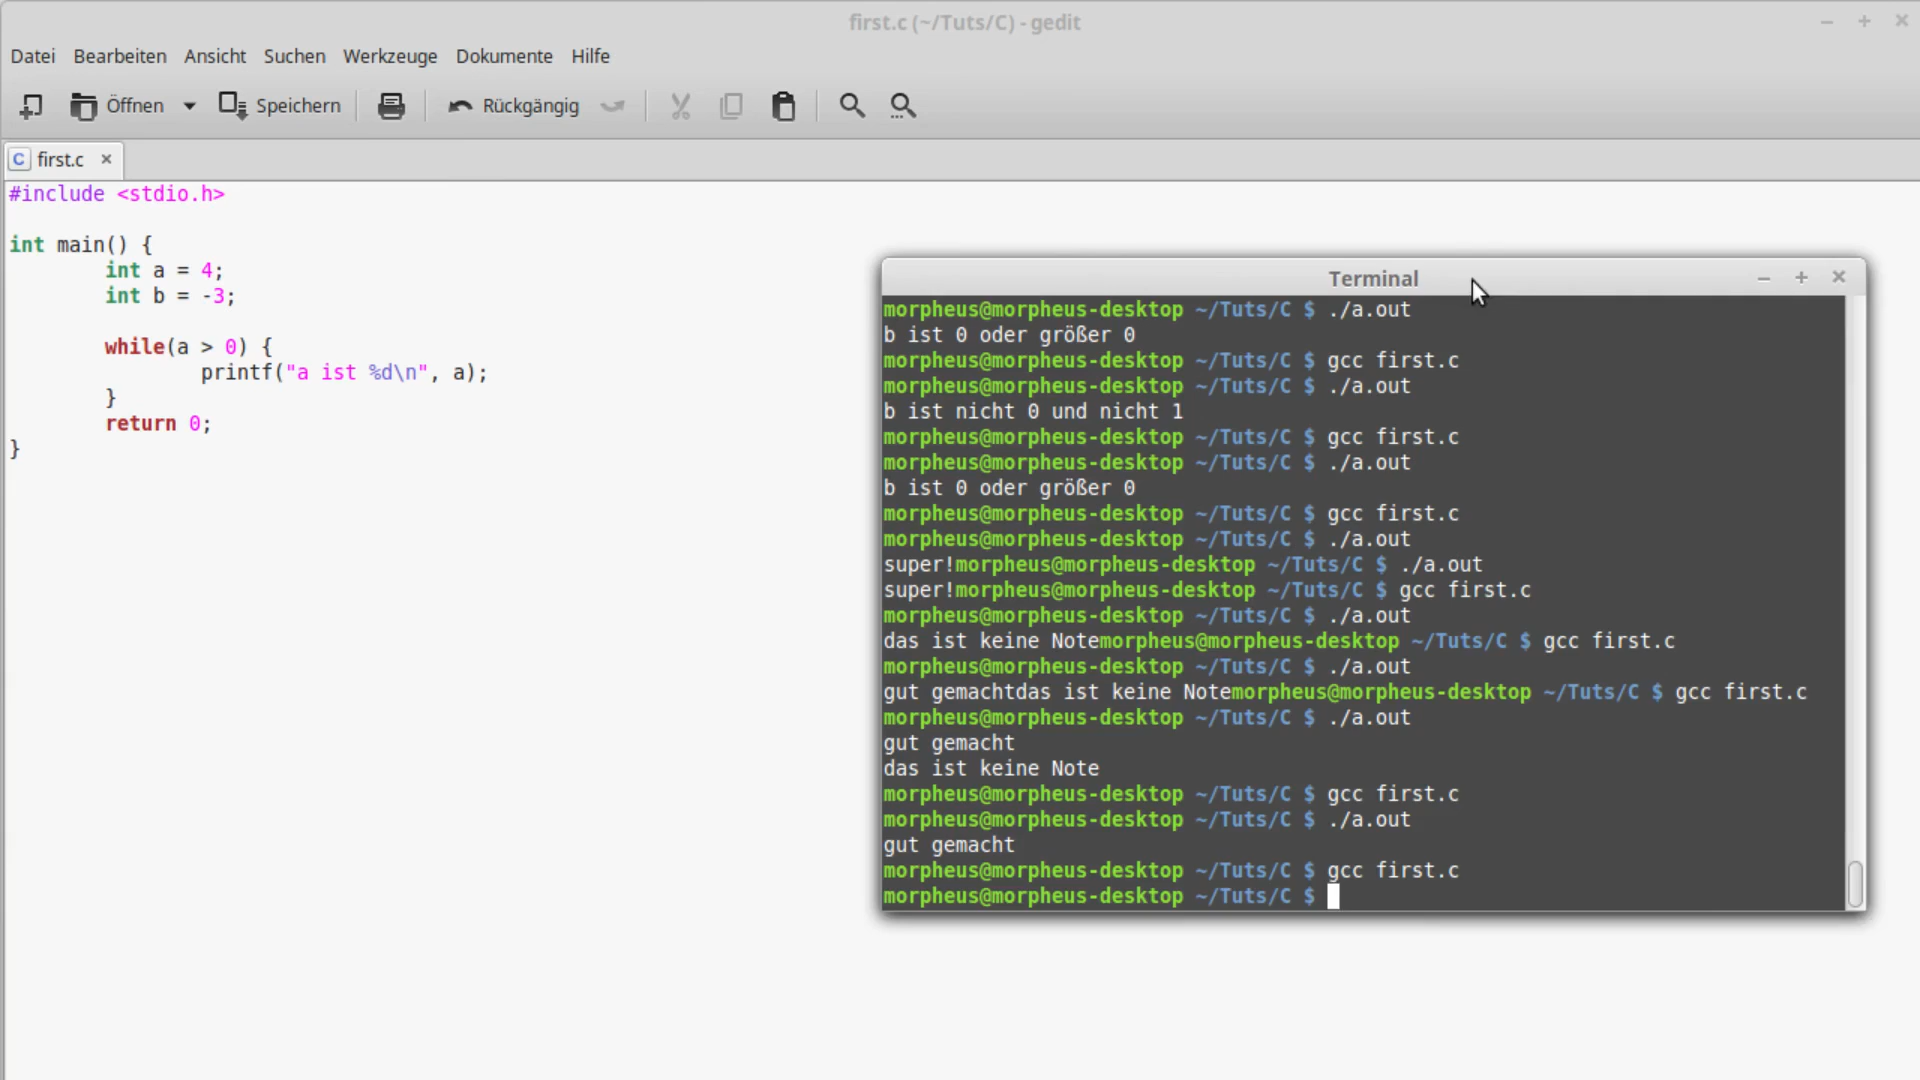 first.c (~/Tuts/C) - gedit
Datei Bearbeiten Ansicht Suchen Werkzeuge Dokumente Hilfe
Öffnen Speichern Rückgängig
C first.c
#include <stdio.h>
int main() {
int a = 4;
int b = -3;
while(a > 0) {
printf("a ist %d\n", a);
}
return 0;
}
Terminal
morpheus@morpheus-desktop ~/Tuts/C $ ./a.out
b ist 0 oder größer 0
morpheus@morpheus-desktop ~/Tuts/C $ gcc first.c
morpheus@morpheus-desktop ~/Tuts/C $ ./a.out
b ist nicht 0 und nicht 1
morpheus@morpheus-desktop ~/Tuts/C $ gcc first.c
morpheus@morpheus-desktop ~/Tuts/C $ ./a.out
b ist 0 oder größer 0
morpheus@morpheus-desktop ~/Tuts/C $ gcc first.c
morpheus@morpheus-desktop ~/Tuts/C $ ./a.out
super!morpheus@morpheus-desktop ~/Tuts/C $ ./a.out
super!morpheus@morpheus-desktop ~/Tuts/C $ gcc first.c
morpheus@morpheus-desktop ~/Tuts/C $ ./a.out
das ist keine Notemorpheus@morpheus-desktop ~/Tuts/C $ gcc first.c
morpheus@morpheus-desktop ~/Tuts/C $ ./a.out
gut gemachtdas ist keine Notemorpheus@morpheus-desktop ~/Tuts/C $ gcc first.c
morpheus@morpheus-desktop ~/Tuts/C $ ./a.out
gut gemacht
das ist keine Note
morpheus@morpheus-desktop ~/Tuts/C $ gcc first.c
morpheus@morpheus-desktop ~/Tuts/C $ ./a.out
gut gemacht
morpheus@morpheus-desktop ~/Tuts/C $ gcc first.c
morpheus@morpheus-desktop ~/Tuts/C $